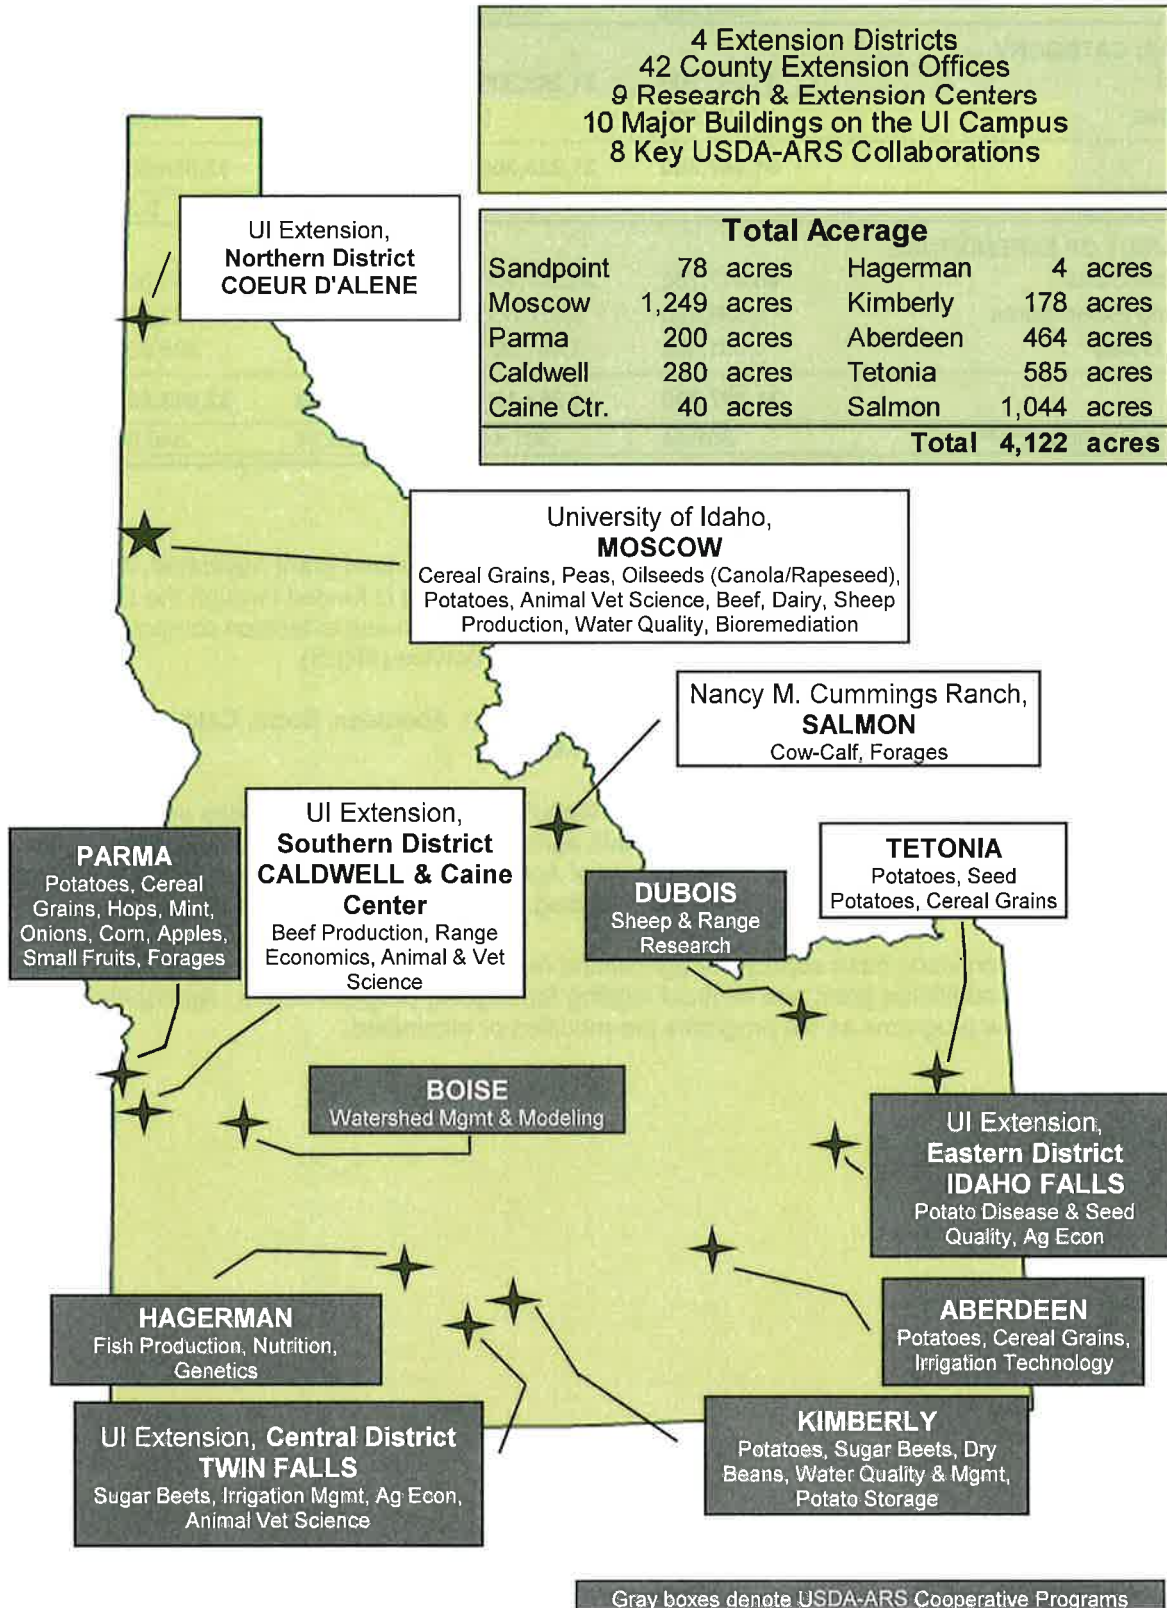 4 Extension Districts
42 County Extension Offices
9 Research & Extension Centers
10 Major Buildings on the UI Campus
8 Key USDA-ARS Collaborations
Total Acerage
Sandpoint 78 acres Hagerman 4 acres
Moscow 1,249 acres Kimberly 178 acres
Parma 200 acres Aberdeen 464 acres
Caldwell 280 acres Tetonia 585 acres
Caine Ctr. 40 acres Salmon 1,044 acres
Total 4,122 acres
UI Extension,
Northern District
COEUR D'ALENE
University of Idaho,
MOSCOW
Cereal Grains, Peas, Oilseeds (Canola/Rapeseed),
Potatoes, Animal Vet Science, Beef, Dairy, Sheep
Production, Water Quality, Bioremediation
Nancy M. Cummings Ranch,
SALMON
Cow-Calf, Forages
UI Extension,
Southern District
CALDWELL & Caine
Center
Beef Production, Range
Economics, Animal & Vet
Science
PARMA
Potatoes, Cereal
Grains, Hops, Mint,
Onions, Corn, Apples,
Small Fruits, Forages
DUBOIS
Sheep & Range
Research
TETONIA
Potatoes, Seed
Potatoes, Cereal Grains
BOISE
Watershed Mgmt & Modeling
UI Extension,
Eastern District
IDAHO FALLS
Potato Disease & Seed
Quality, Ag Econ
HAGERMAN
Fish Production, Nutrition,
Genetics
ABERDEEN
Potatoes, Cereal Grains,
Irrigation Technology
UI Extension, Central District
TWIN FALLS
Sugar Beets, Irrigation Mgmt, Ag Econ,
Animal Vet Science
KIMBERLY
Potatoes, Sugar Beets, Dry
Beans, Water Quality & Mgmt,
Potato Storage
Gray boxes denote USDA-ARS Cooperative Programs